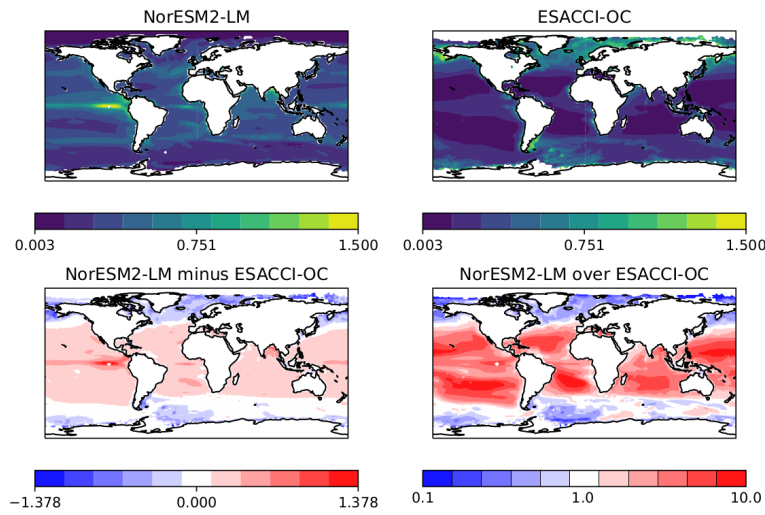 NorESM2-LM
ESACCI-OC
0.003 0.751 1.500
0.003 0.751 1.500
NorESM2-LM minus ESACCI-OC
NorESM2-LM over ESACCI-OC
−1.378 0.000 1.378
0.1 1.0 10.0